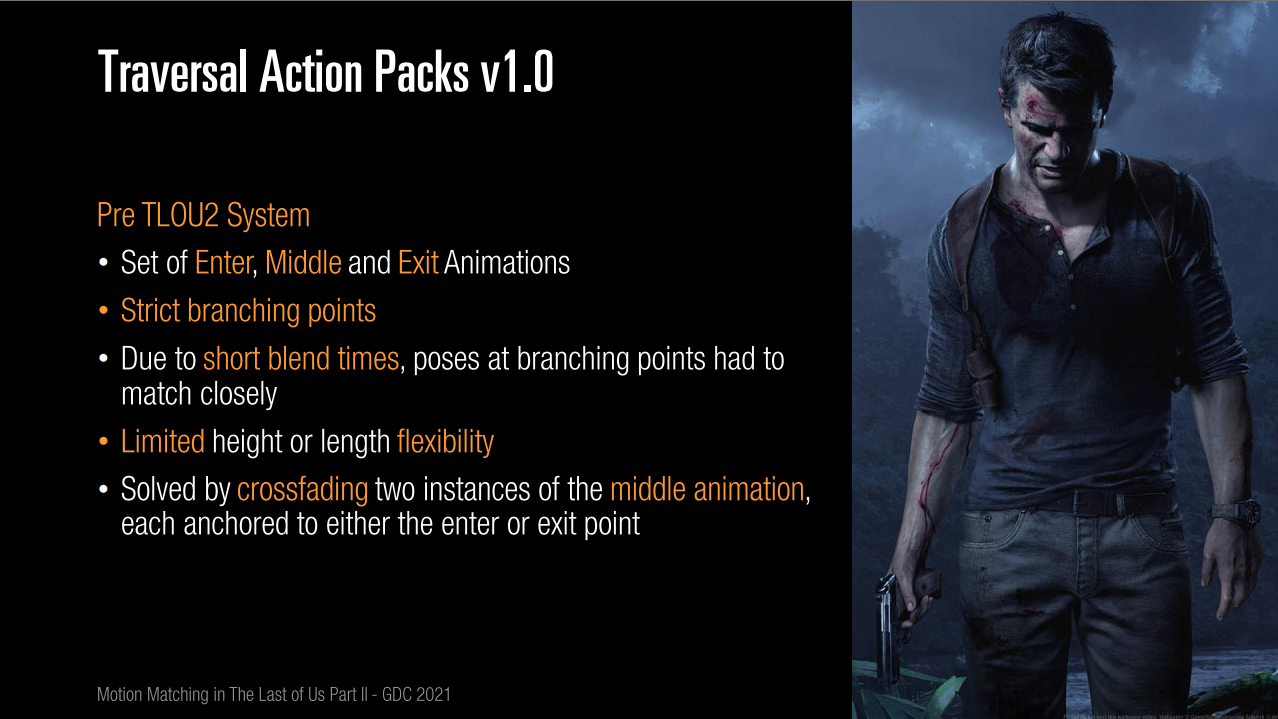 Traversal Action Packs v1.0
Pre TLOU2 System
• Set of Enter, Middle and Exit Animations
• Strict branching points
• Due to short blend times, poses at branching points had to
match closely
• Limited height or length flexibility
• Solved by crossfading two instances of the middle animation,
each anchored to either the enter or exit point
Motion Matching in The Last of Us Part II - GDC 2021